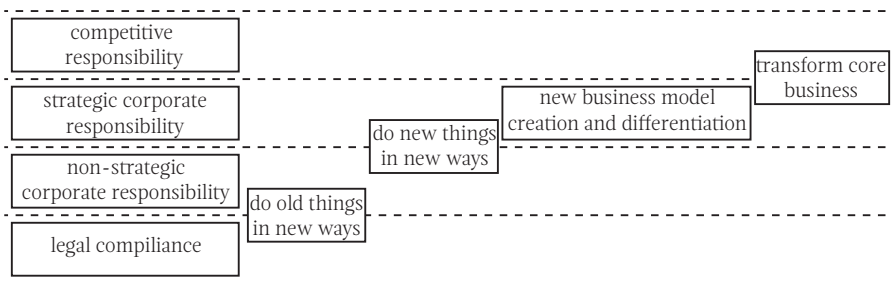 competitive
responsibility
transform core
business
strategic corporate
responsibility
new business model
creation and differentiation
do new things
in new ways
non-strategic
corporate responsibility
do old things
in new ways
legal compiliance